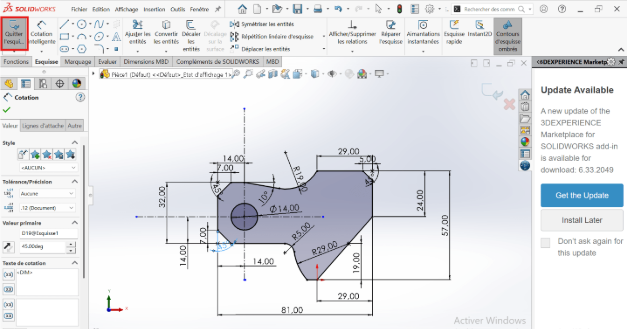 SOLIDWORKS
Fichier Edition Affichage Insertion Outils Fenêtre
Rechercher des comm
Quitter l'esqui...
Cotation intelligente
Ajuster les entités
Convertir les entités
Décaler les entités
Décalage sur la surface
Symétriser les entités
Répétition linéaire d'esquisse
Déplacer les entités
Afficher/Supprimer les relations
Réparer l'esquisse
Aimantations instantanées
Esquisse rapide
Instant2D
Contours d'esquisse ombrés
Fonctions Esquisse Marquage Evaluer Dimensions MBD Compléments de SOLIDWORKS MBD
Pièce1 (Défaut) <<Défaut>_Etat d'affichage 1>
3DEXPERIENCE Marketp
Cotation
Valeur Lignes d'attache Autre
Style
<AUCUN>
Tolérance/Précision
Aucune
.12 (Document)
Valeur primaire
D19@Esquisse1
45.00deg
Texte de cotation
<DIM>
14,00
7,00
29,00
5,00
R19,00
32,00
Ø14,00
24,00
57,00
7,00
14,00
R5,00
R29,00
19,00
14,00
29,00
81,00
Update Available
A new update of the
3DEXPERIENCE
Marketplace for
SOLIDWORKS add-in
is available for
download: 6.33.2049
Get the Update
Install Later
Don't ask again for
this update
Activer Windows